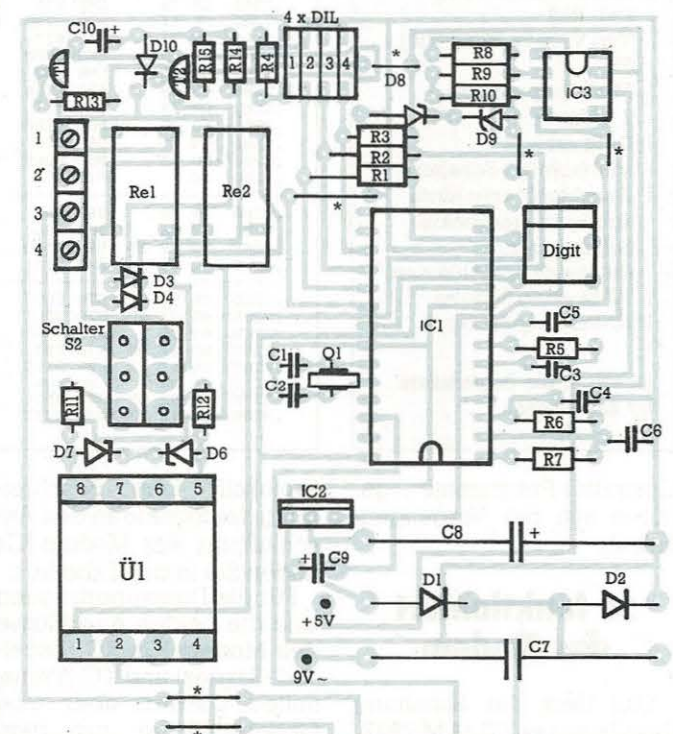 4 x DIL
C10 +
D10
R15 R14 R4
1 2 3 4
*
D8
R8
R9
R10
IC3
T1
T2
R13
D9
R3
R2
R1
*
*
*
1
2
3
4
Re1
Re2
Digit
D3
D4
IC1
C5
Schalter
S2
C1
Q1
R5
C3
C2
C4
R11
R12
R6
C6
D7
D6
R7
8 7 6 5
IC2
C8 +
Ü1
+ C9
D1
D2
+5V
1 2 3 4
C7
9V~
*
*